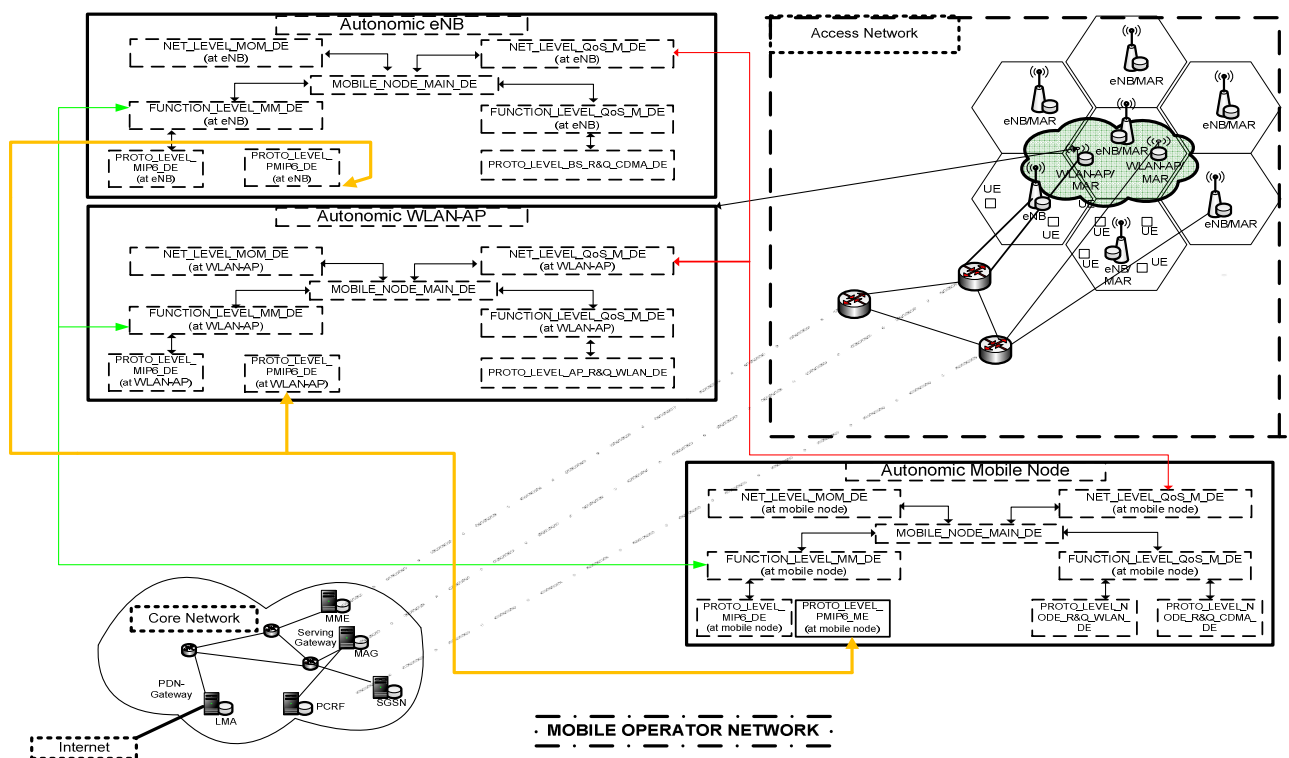 Autonomic eNB
NET_LEVEL_MOM_DE
(at eNB)
NET_LEVEL_QoS_M_DE
(at eNB)
MOBILE_NODE_MAIN_DE
FUNCTION_LEVEL_MM_DE
(at eNB)
FUNCTION_LEVEL_QoS_M_DE
(at eNB)
PROTO_LEVEL_
MIP6_DE
(at eNB)
PROTO_LEVEL_
PMIP6_DE
(at eNB)
PROTO_LEVEL_BS_R&Q_CDMA_DE
Autonomic WLAN-AP
NET_LEVEL_MOM_DE
(at WLAN-AP)
NET_LEVEL_QoS_M_DE
(at WLAN-AP)
MOBILE_NODE_MAIN_DE
FUNCTION_LEVEL_MM_DE
(at WLAN-AP)
FUNCTION_LEVEL_QoS_M_DE
(at WLAN-AP)
PROTO_LEVEL_
MIP6_DE
(at WLAN-AP)
PROTO_LEVEL_
PMIP6_DE
(at WLAN-AP)
PROTO_LEVEL_AP_R&Q_WLAN_DE
Access Network
eNB/MAR
eNB/MAR
eNB/MAR
eNB/MAR
WLAN-AP/
MAR
WLAN-AP/
MAR
UE
eNB
UE
UE
UE
UE
UE
eNB/
MAR
eNB/MAR
Autonomic Mobile Node
NET_LEVEL_MOM_DE
(at mobile node)
NET_LEVEL_QoS_M_DE
(at mobile node)
MOBILE_NODE_MAIN_DE
FUNCTION_LEVEL_MM_DE
(at mobile node)
FUNCTION_LEVEL_QoS_M_DE
(at mobile node)
PROTO_LEVEL_
MIP6_DE
(at mobile node)
PROTO_LEVEL_
PMIP6_ME
(at mobile node)
PROTO_LEVEL_N
ODE_R&Q_WLAN_
DE
PROTO_LEVEL_N
ODE_R&Q_CDMA_
DE
Core Network
MME
Serving
Gateway
MAG
PDN-
Gateway
LMA
PCRF
SGSN
Internet
MOBILE OPERATOR NETWORK